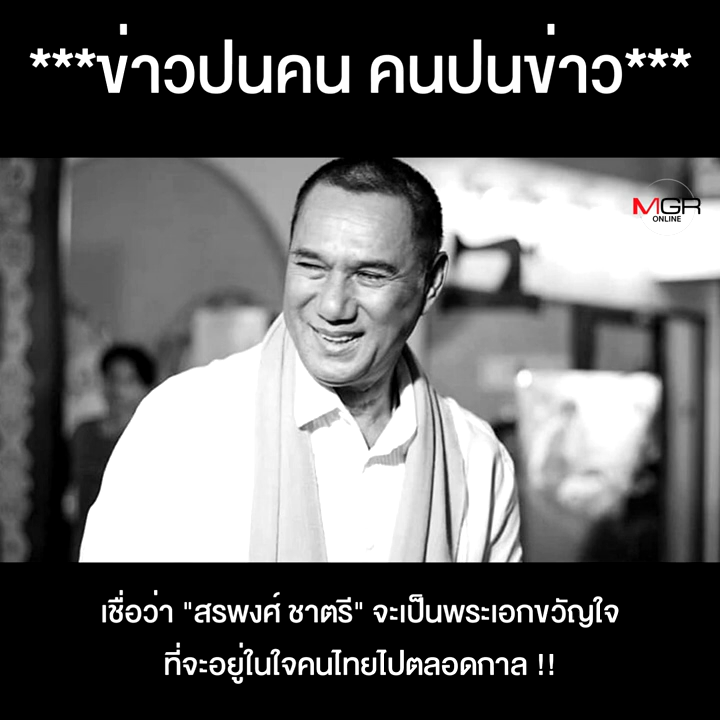 ***ข่าวปนคน คนปนข่าว***
MGR
ONLINE
เชื่อว่า "สรพงศ์ ชาตรี" จะเป็นพระเอกขวัญใจ
ที่จะอยู่ในใจคนไทยไปตลอดกาล !!